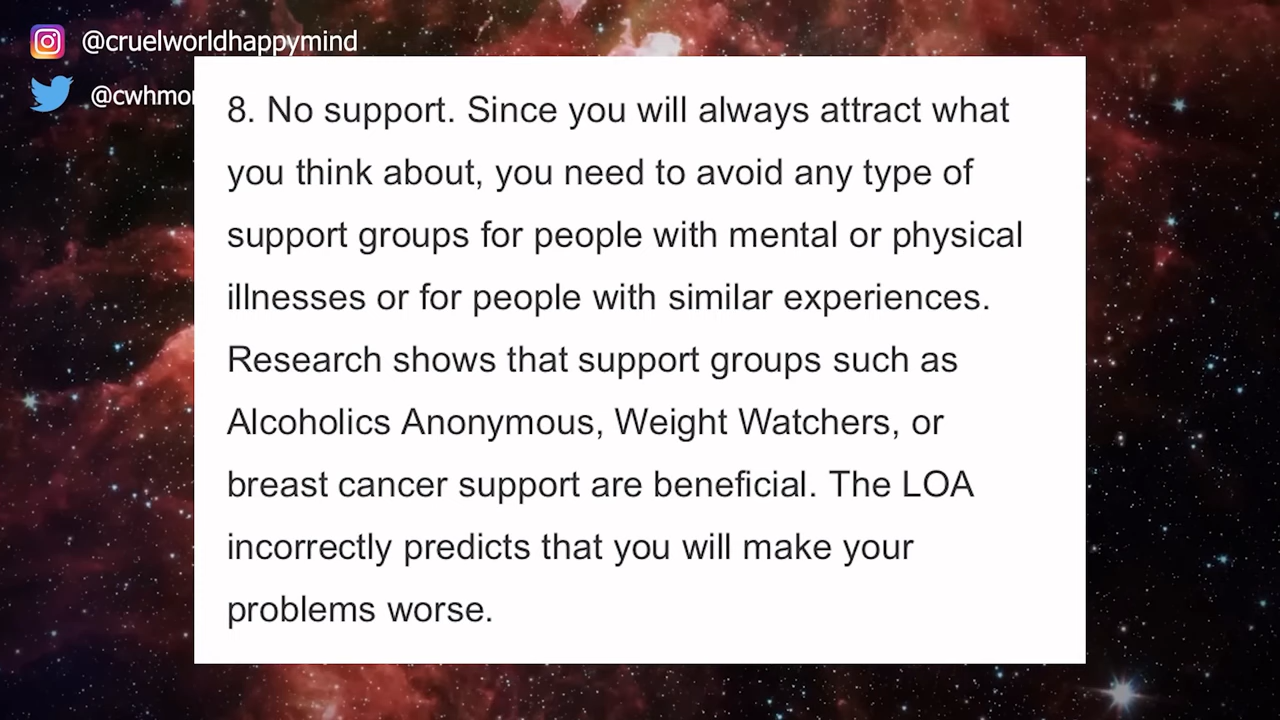 @cruelworldhappymind
8. No support. Since you will always attract what
you think about, you need to avoid any type of
support groups for people with mental or physical
illnesses or for people with similar experiences.
Research shows that support groups such as
Alcoholics Anonymous, Weight Watchers, or
breast cancer support are beneficial. The LOA
incorrectly predicts that you will make your
problems worse.